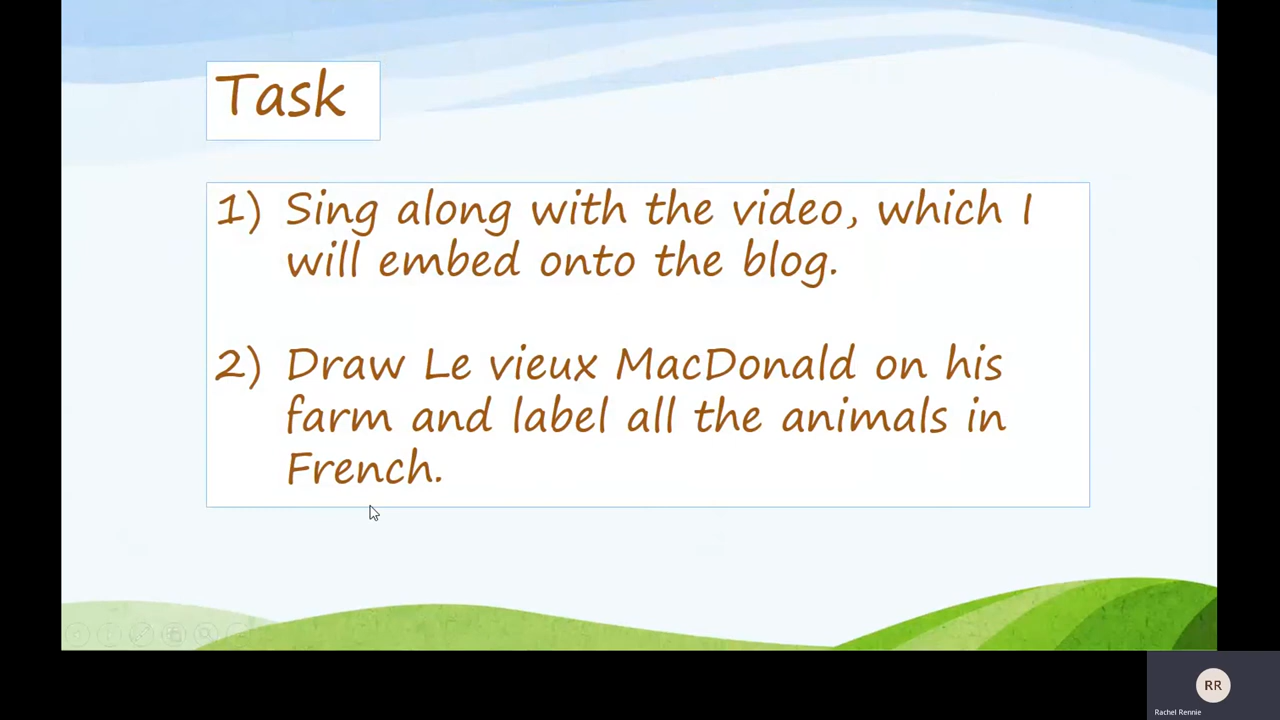 Task
1) Sing along with the video, which I
will embed onto the blog.
2) Draw Le vieux MacDonald on his
farm and label all the animals in
French.
RR
Rachel Rennie